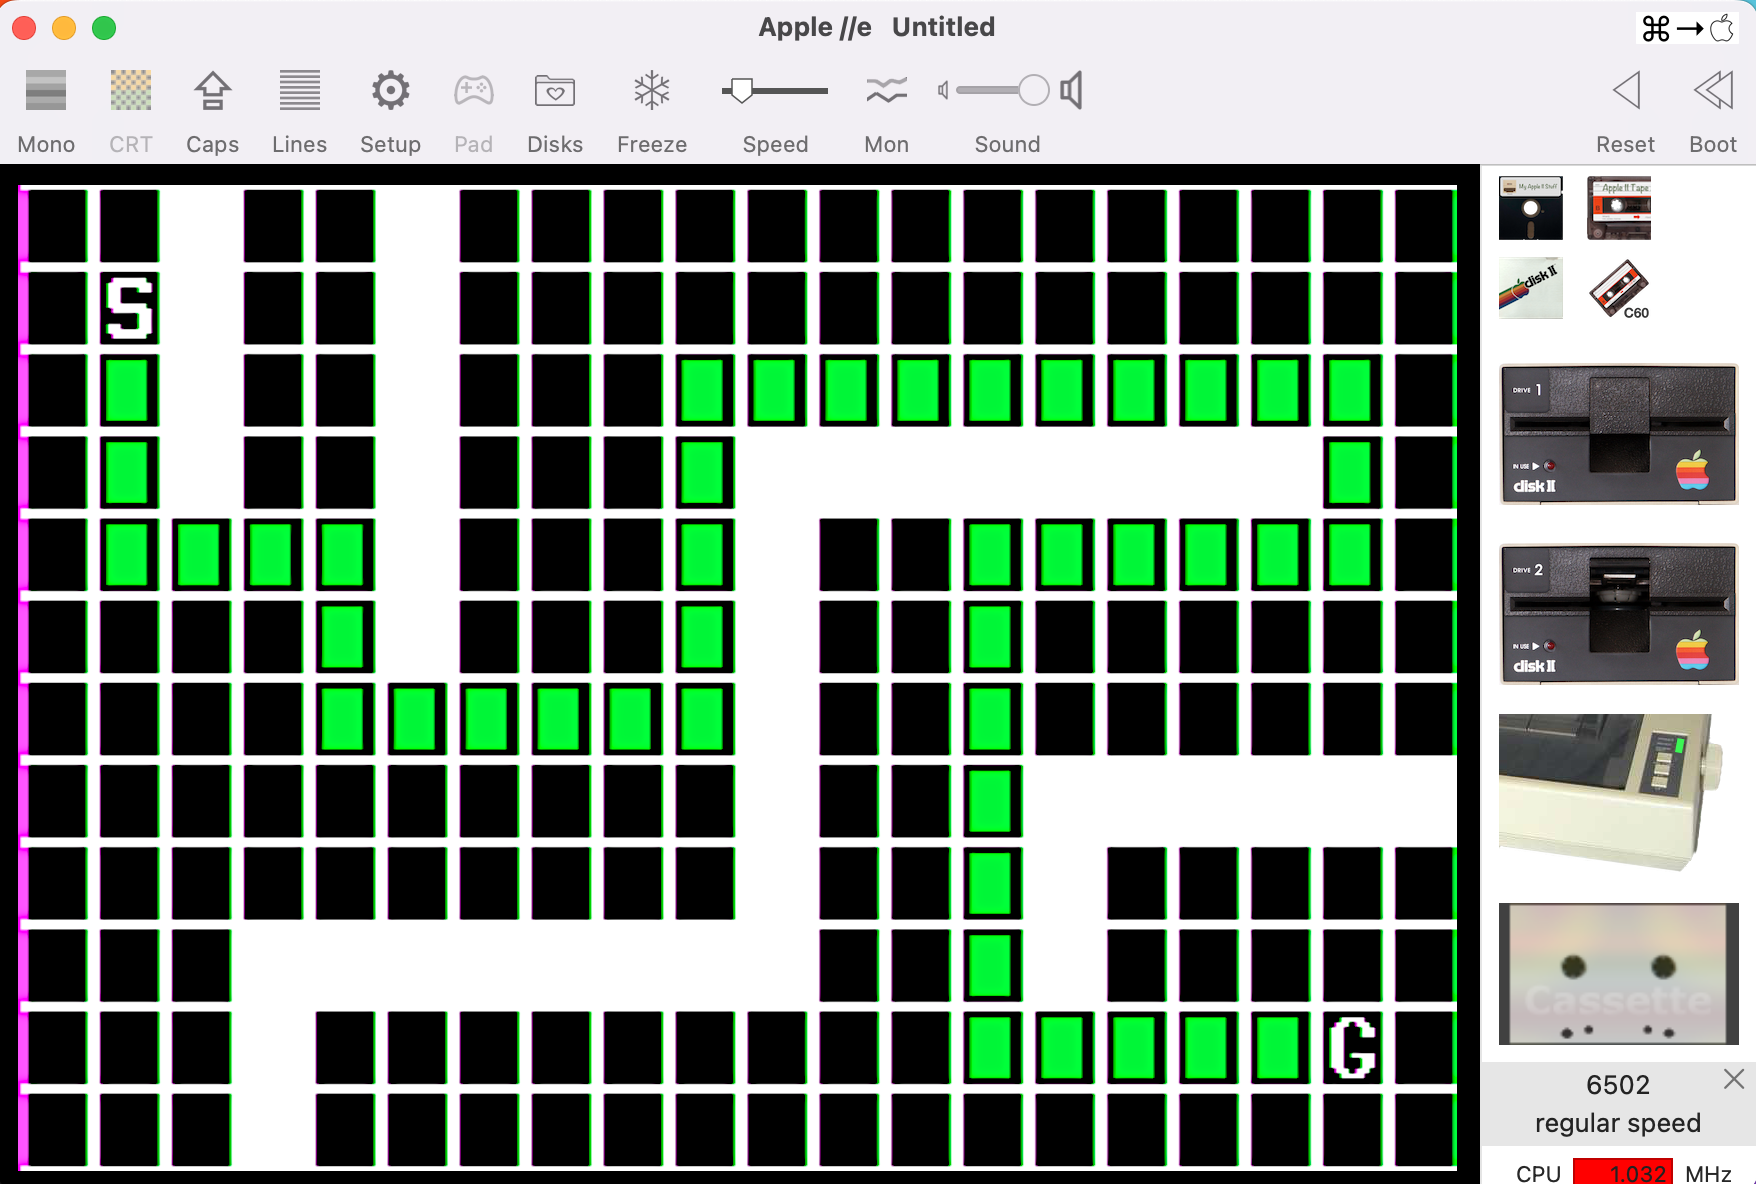 Apple //e Untitled
⌘→
Mono CRT Caps Lines Setup Pad Disks Freeze Speed Mon Sound Reset Boot
My Apple II Stuff
Apple II Tape
S
disk II
C60
DRIVE 1
IN USE
disk II
DRIVE 2
IN USE
disk II
Cassette
G
6502
regular speed
CPU 1.032 MHz